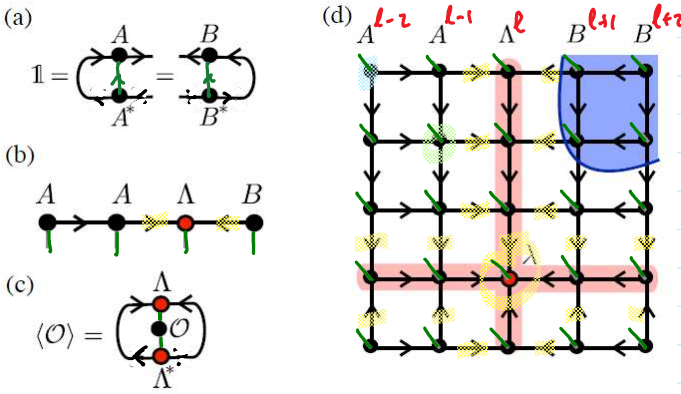 (a)
A
B
𝟙 =
=
A*
B*
(b)
A
A
Λ
B
(c)
Λ
⟨𝒪⟩ =
𝒪
Λ*
(d)
A l-2
A l-1
Λ l
B l+1
B l+2
λ